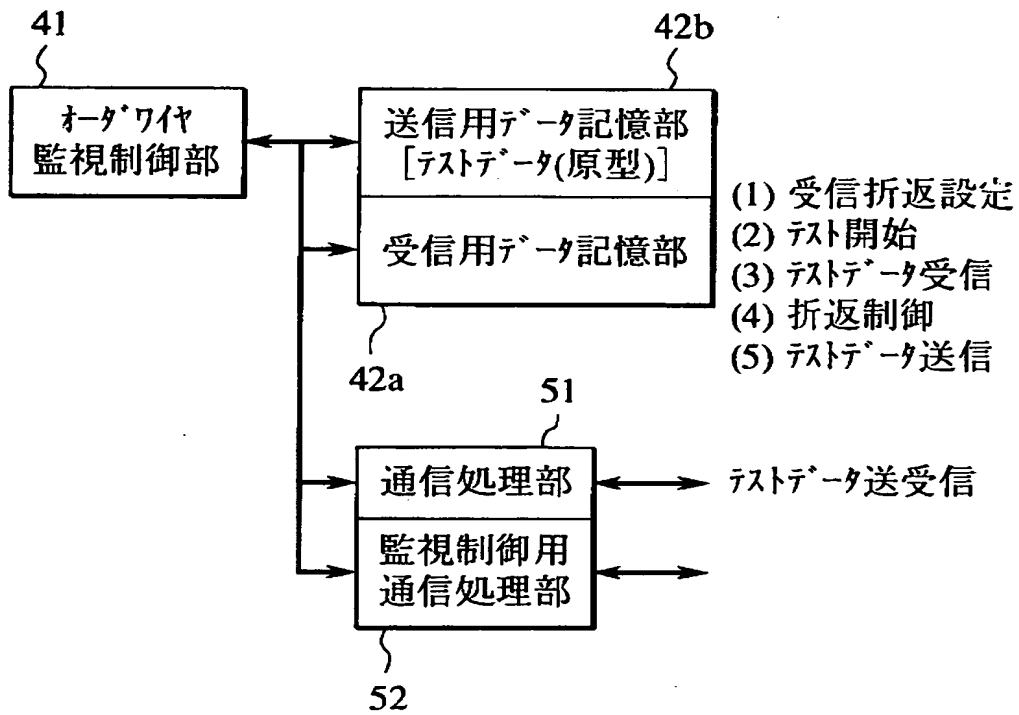 41
42b
ｵｰﾀﾞﾜｲﾔ
監視制御部
送信用ﾃﾞｰﾀ記憶部
[ﾃｽﾄﾃﾞｰﾀ(原型)]
受信用ﾃﾞｰﾀ記憶部
(1) 受信折返設定
(2) ﾃｽﾄ開始
(3) ﾃｽﾄﾃﾞｰﾀ受信
(4) 折返制御
(5) ﾃｽﾄﾃﾞｰﾀ送信
42a
51
通信処理部
ﾃｽﾄﾃﾞｰﾀ送受信
監視制御用
通信処理部
52